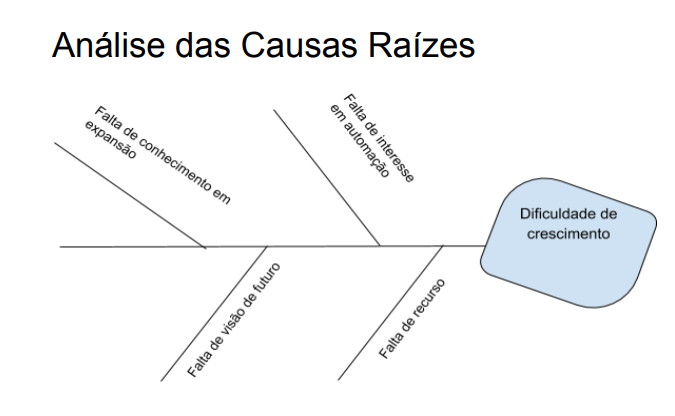 Análise das Causas Raízes
Falta de conhecimento em
expansão
Falta de interesse
em automação
Dificuldade de
crescimento
Falta de visão de futuro
Falta de recurso